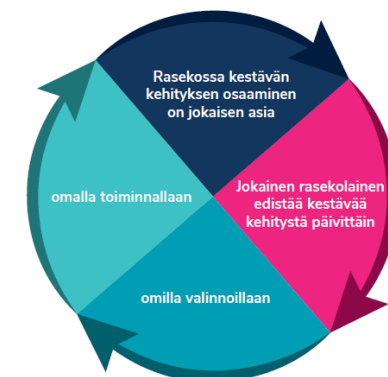 Rasekossa kestävän
kehityksen osaaminen
on jokaisen asia
Jokainen rasekolainen
edistää kestävää
kehitystä päivittäin
omilla valinnoillaan
omalla toiminnallaan